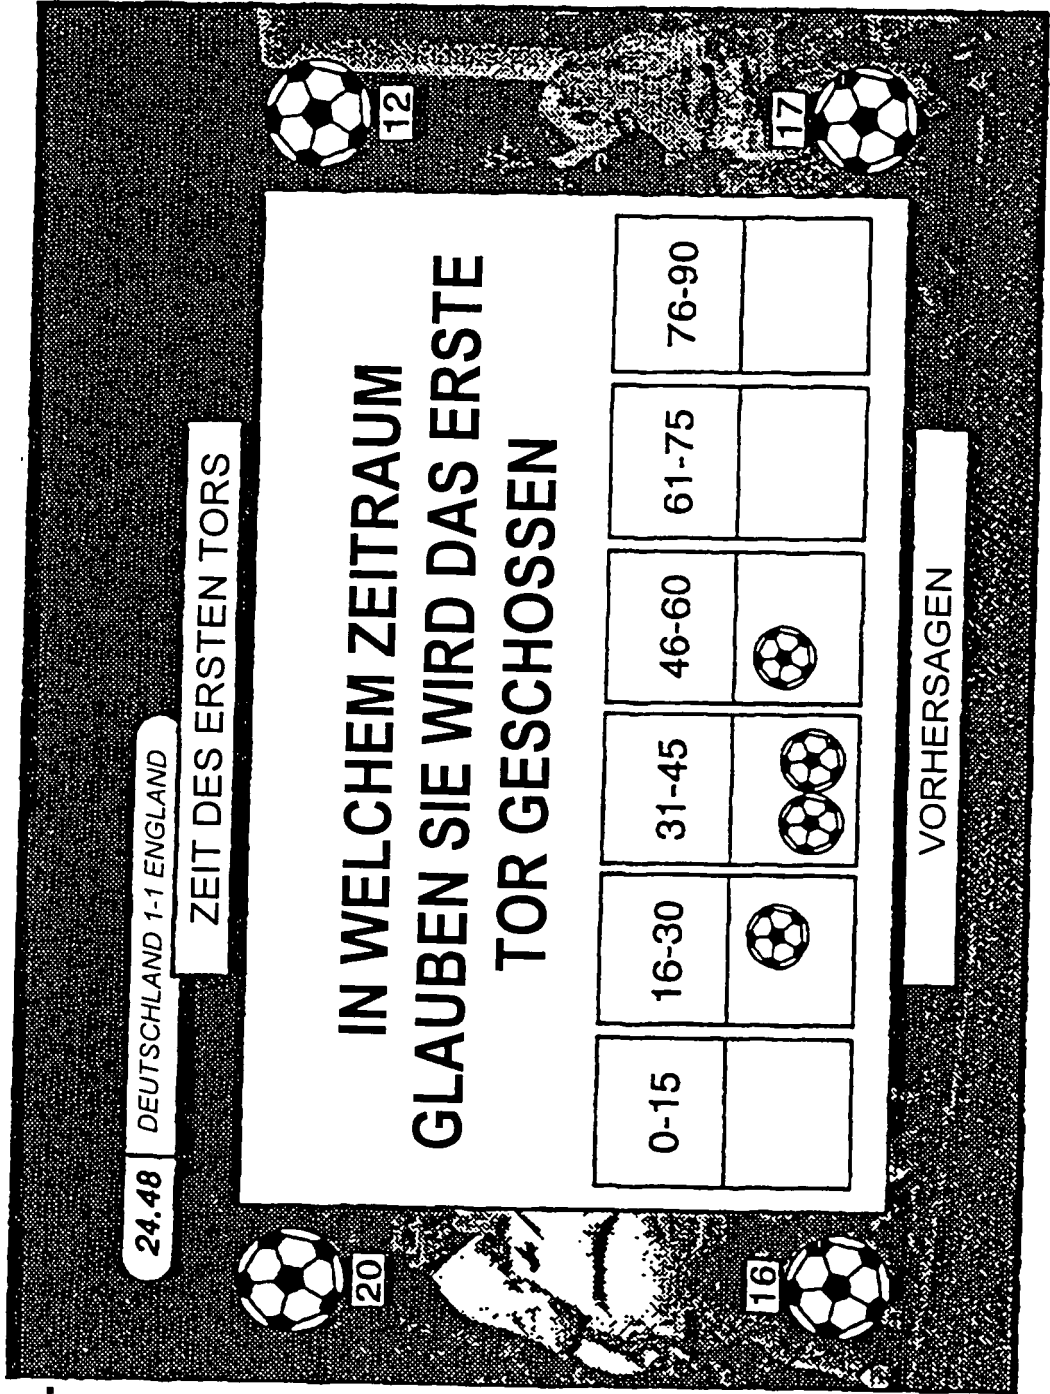 24.48 | DEUTSCHLAND 1-1 ENGLAND
ZEIT DES ERSTEN TORS
20
12
IN WELCHEM ZEITRAUM
GLAUBEN SIE WIRD DAS ERSTE
TOR GESCHOSSEN
0-15 16-30 31-45 46-60 61-75 76-90
16
17
VORHERSAGEN